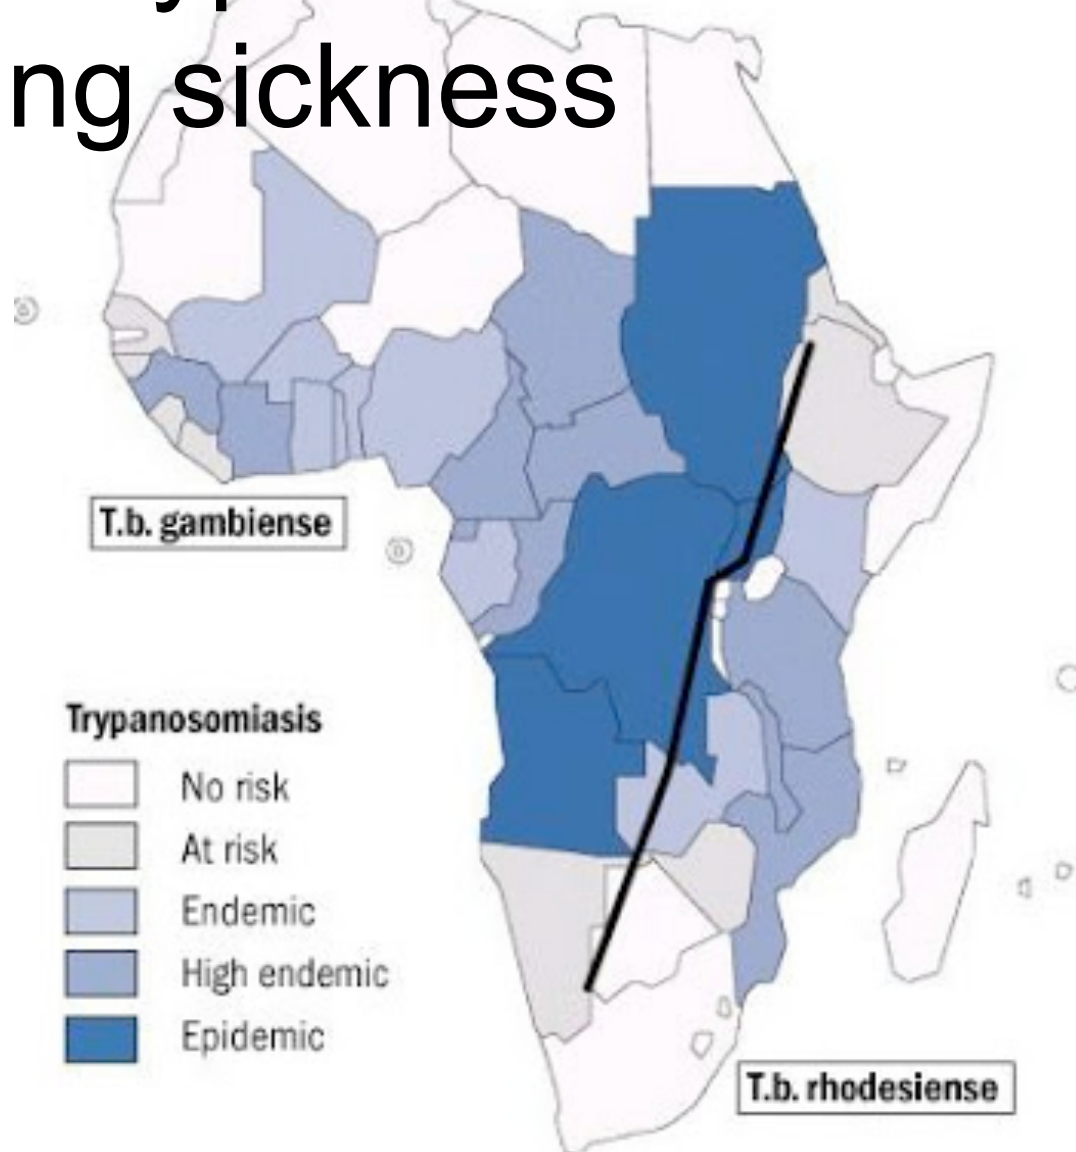 ng sickness
T.b. gambiense
Trypanosomiasis
No risk
At risk
Endemic
High endemic
Epidemic
T.b. rhodesiense